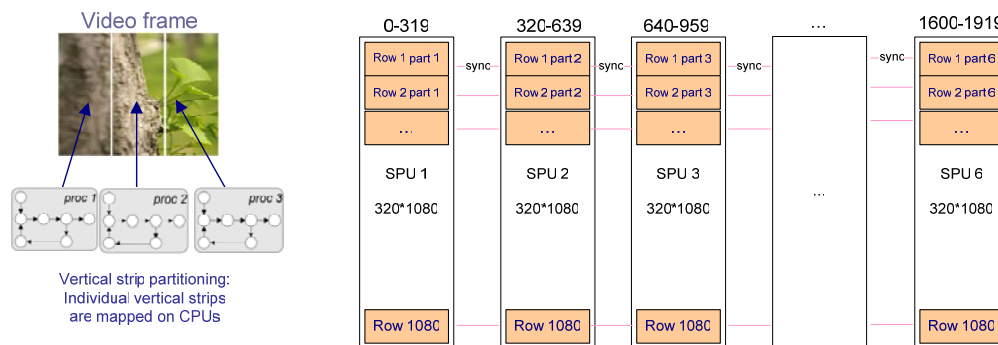 Video frame
proc 1
proc 2
proc 3
Vertical strip partitioning:
Individual vertical strips
are mapped on CPUs
0-319
320-639
640-959
...
1600-1919
Row 1 part 1
sync
Row 1 part 2
sync
Row 1 part 3
sync
sync
Row 1 part 6
Row 2 part 1
Row 2 part 2
Row 2 part 3
Row 2 part 6
...
...
...
...
SPU 1
SPU 2
SPU 3
...
SPU 6
320*1080
320*1080
320*1080
320*1080
Row 1080
Row 1080
Row 1080
Row 1080